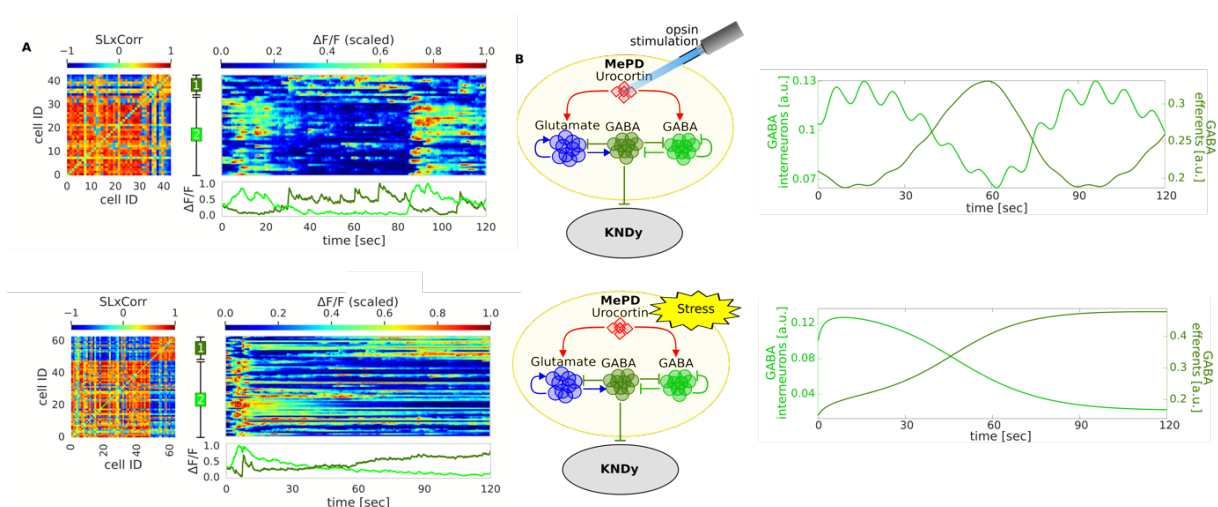 A
SLxCorr
−1 0 1
cell ID
40
30
20
10
0
0 10 20 30 40
cell ID
1
2
ΔF/F (scaled)
0.0 0.2 0.4 0.6 0.8 1.0
ΔF/F
1.0
0.5
0.0
0 20 40 60 80 100 120
time [sec]
B
opsin
stimulation
MePD
Urocortin
Glutamate GABA GABA
KNDy
GABA
interneurons [a.u.]
0.13
0.1
0.07
0 30 60 90 120
time [sec]
0.3
0.25
0.2
GABA
efferents [a.u.]
SLxCorr
−1 0 1
cell ID
60
40
20
0
0 20 40 60
cell ID
1
2
ΔF/F (scaled)
0.0 0.2 0.4 0.6 0.8 1.0
ΔF/F
1.0
0.5
0.0
0 30 60 90 120
time [sec]
MePD
Urocortin
Stress
Glutamate GABA GABA
KNDy
GABA
interneurons [a.u.]
0.12
0.08
0.04
0 30 60 90 120
time [sec]
0.4
0.3
0.2
GABA
efferents [a.u.]